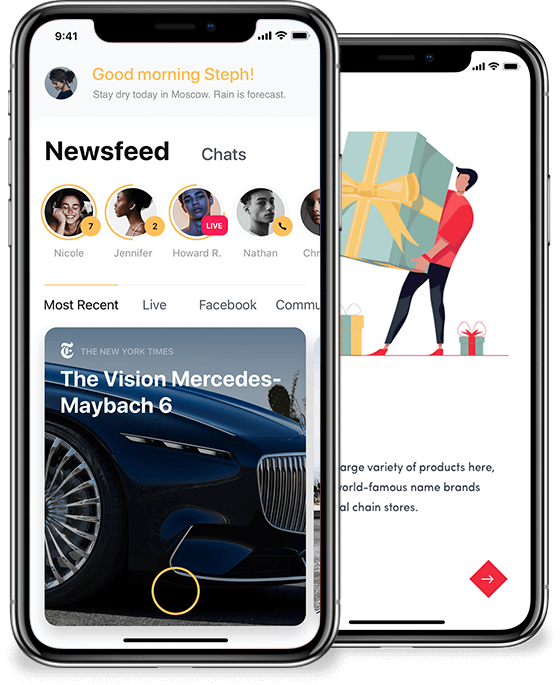 9:41
Good morning Steph!
Stay dry today in Moscow. Rain is forecast.
Newsfeed
Chats
7
2
LIVE
Nicole
Jennifer
Howard R.
Nathan
Chr
Most Recent
Live
Facebook
Commu
THE NEW YORK TIMES
The Vision Mercedes-
Maybach 6
arge variety of products here,
orld-famous name brands
al chain stores.